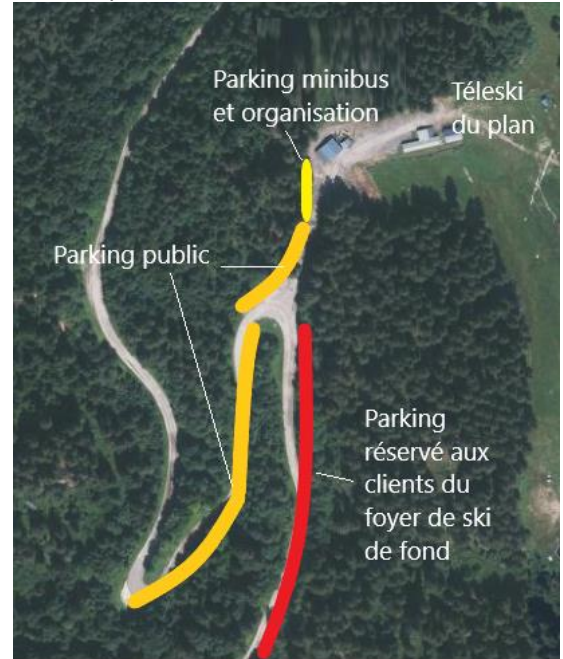 Parking minibus
et organisation
Téleski
du plan
Parking public
Parking
réservé aux
clients du
foyer de ski
de fond